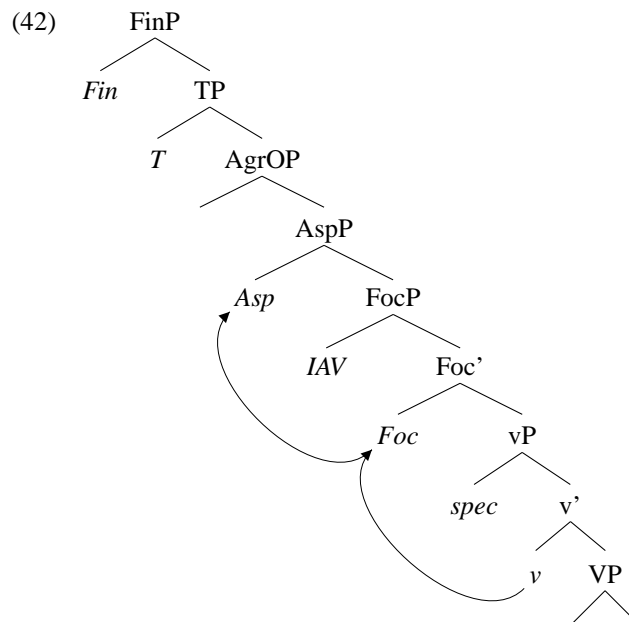 (42) FinP
Fin TP
T AgrOP
AspP
Asp FocP
IAV Foc'
Foc vP
spec v'
v VP